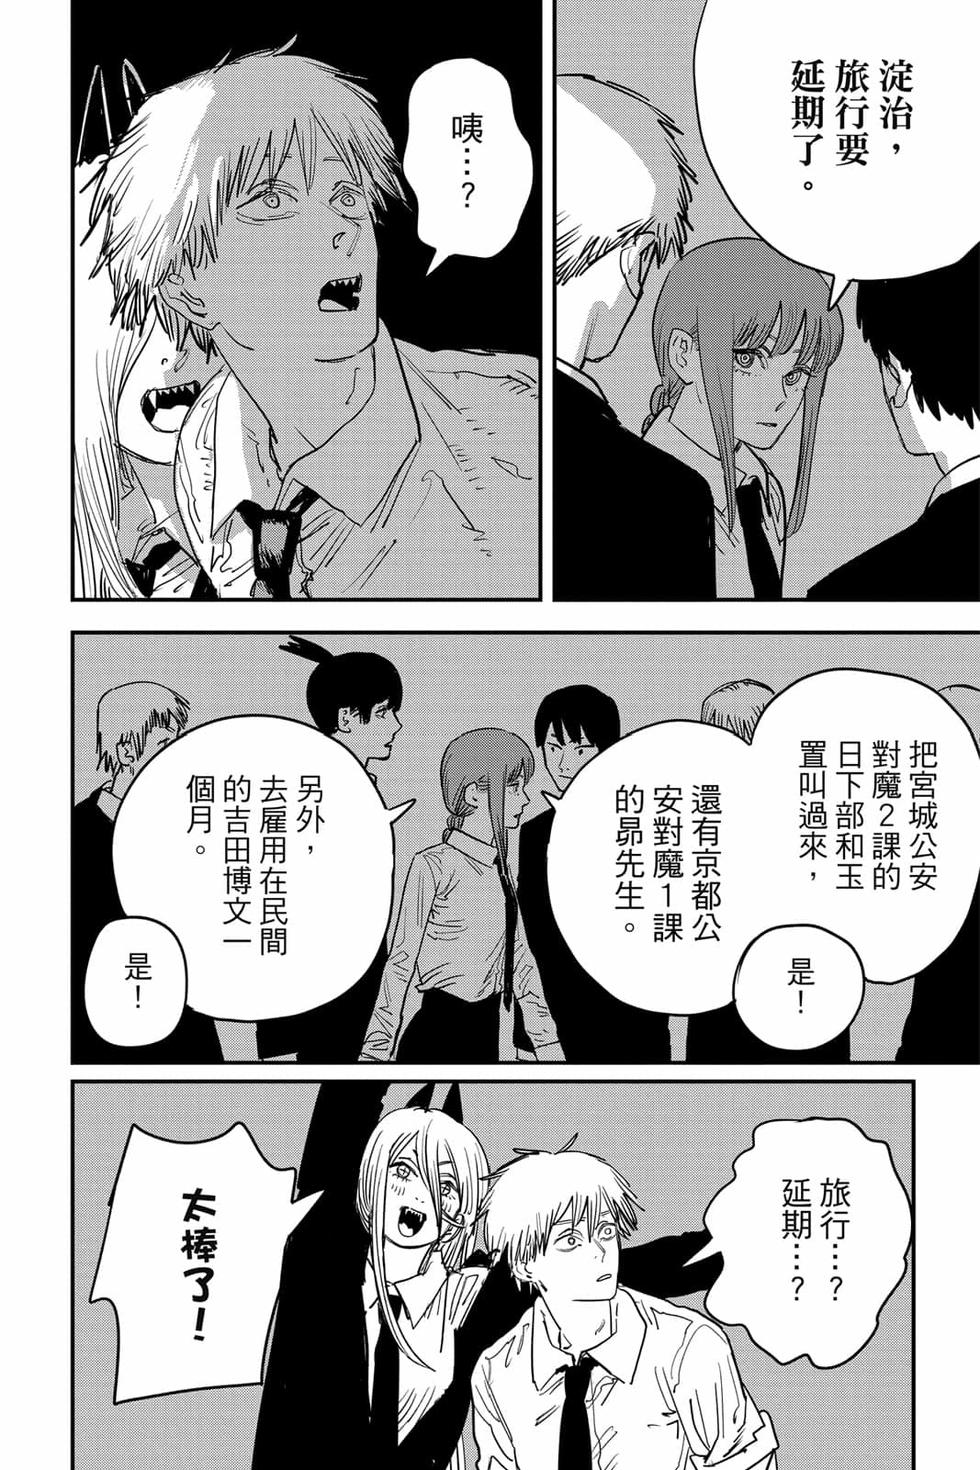 淀治，
旅行要
延期了。
咦…？
把宮城公安
對魔2課的
日下部和玉
置叫過來，
是！
還有京都公
安對魔1課
的昴先生。
另外，
去雇用在民間
的吉田博文一
個月。
是！
旅行…？
延期…？
太棒了！